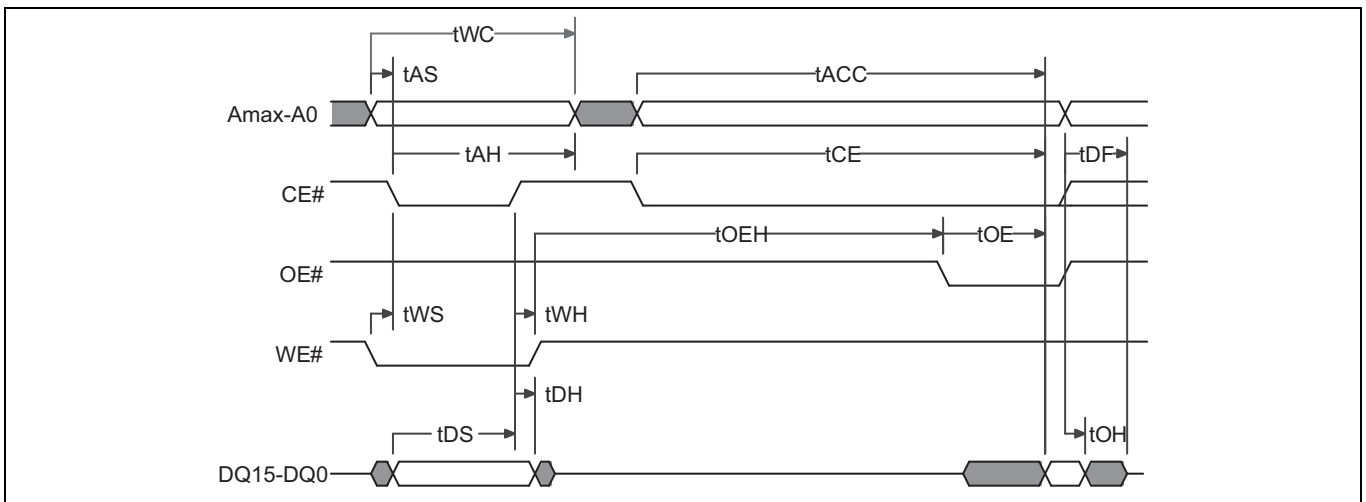 tWC
tAS
tACC
Amax-A0
tAH
tCE
tDF
CE#
tOEH
tOE
OE#
tWS
tWH
WE#
tDH
tDS
tOH
DQ15-DQ0